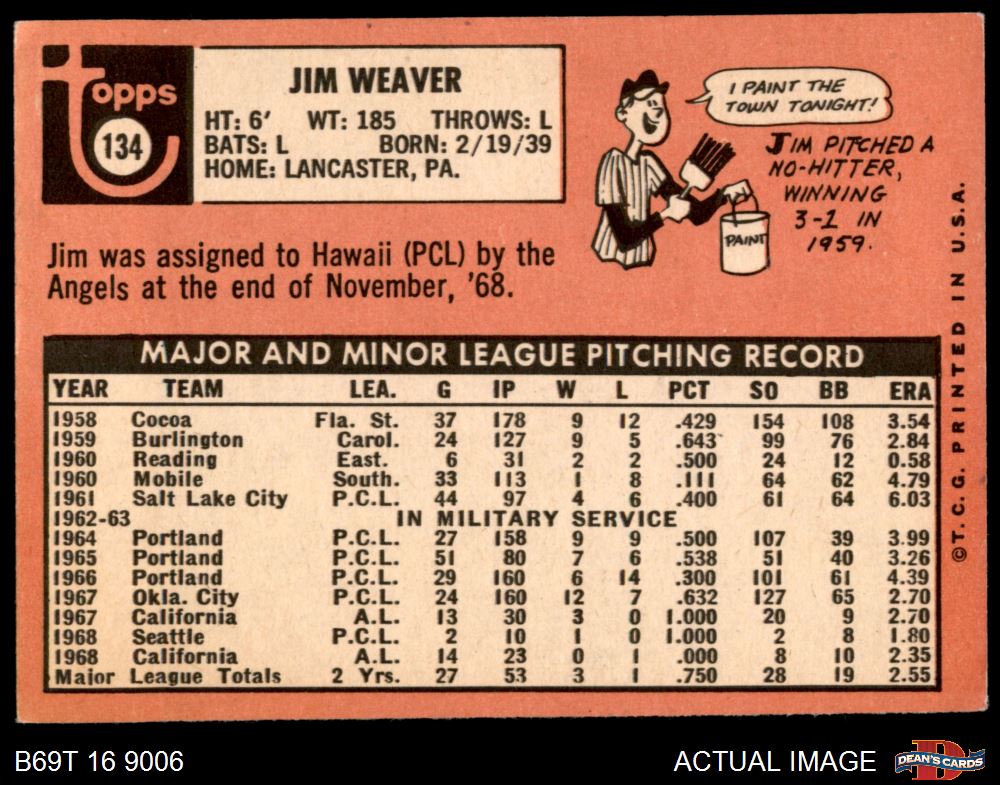 topps
134
JIM WEAVER
HT: 6' WT: 185 THROWS: L
BATS: L BORN: 2/19/39
HOME: LANCASTER, PA.
I PAINT THE
TOWN TONIGHT!
JIM PITCHED A
NO-HITTER,
WINNING
3-1 IN
1959.
PAINT
Jim was assigned to Hawaii (PCL) by the
Angels at the end of November, '68.
MAJOR AND MINOR LEAGUE PITCHING RECORD
YEAR TEAM LEA. G IP W L PCT SO BB ERA
1958 Cocoa Fla. St. 37 178 9 12 .429 154 108 3.54
1959 Burlington Carol. 24 127 9 5 .643 99 76 2.84
1960 Reading East. 6 31 2 2 .500 24 12 0.58
1960 Mobile South. 33 113 1 8 .111 64 62 4.79
1961 Salt Lake City P.C.L. 44 97 4 6 .400 61 64 6.03
1962-63 IN MILITARY SERVICE
1964 Portland P.C.L. 27 158 9 9 .500 107 39 3.99
1965 Portland P.C.L. 51 80 7 6 .538 51 40 3.26
1966 Portland P.C.L. 29 160 6 14 .300 101 61 4.39
1967 Okla. City P.C.L. 24 160 12 7 .632 127 65 2.70
1967 California A.L. 13 30 3 0 1.000 20 9 2.70
1968 Seattle P.C.L. 2 10 1 0 1.000 2 8 1.80
1968 California A.L. 14 23 0 1 .000 8 10 2.35
Major League Totals 2 Yrs. 27 53 3 1 .750 28 19 2.55
©T.C.G. PRINTED IN U.S.A.
B69T 16 9006
ACTUAL IMAGE
DEAN'S CARDS